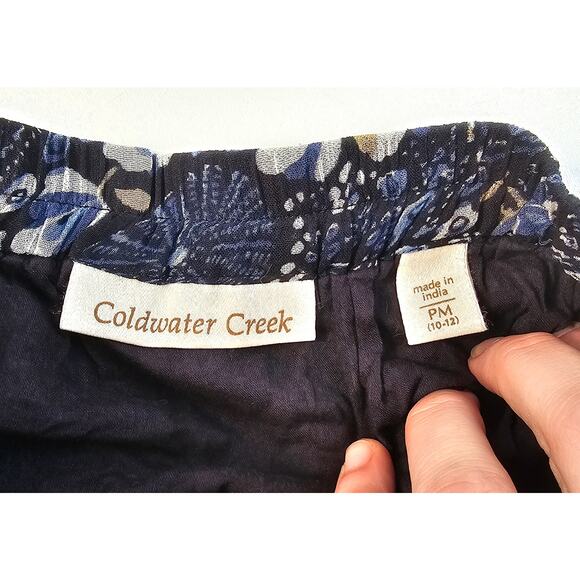 Coldwater Creek
made in
india
PM
(10-12)